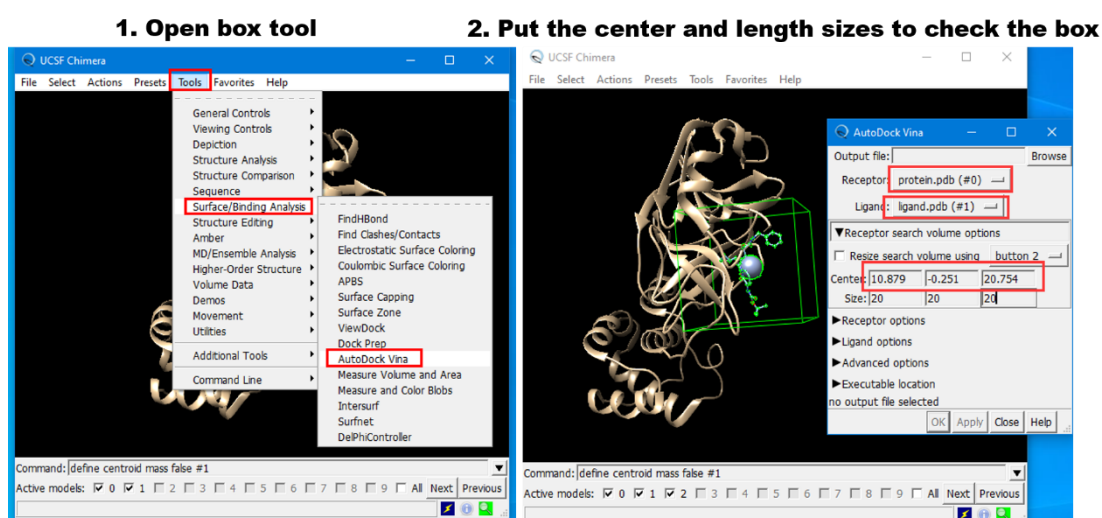 1. Open box tool
2. Put the center and length sizes to check the box
UCSF Chimera
File Select Actions Presets Tools Favorites Help
General Controls
Viewing Controls
Depiction
Structure Analysis
Structure Comparison
Sequence
Surface/Binding Analysis
Structure Editing
Amber
MD/Ensemble Analysis
Higher-Order Structure
Volume Data
Demos
Movement
Utilities
Additional Tools
Command Line
FindHBond
Find Clashes/Contacts
Electrostatic Surface Coloring
Coulombic Surface Coloring
APBS
Surface Capping
Surface Zone
ViewDock
Dock Prep
AutoDock Vina
Measure Volume and Area
Measure and Color Blobs
Intersurf
Surfnet
DelPhiController
Command: define centroid mass false #1
Active models: 0 1 2 3 4 5 6 7 8 9 All Next Previous
UCSF Chimera
File Select Actions Presets Tools Favorites Help
AutoDock Vina
Output file: Browse
Receptor: protein.pdb (#0)
Ligand: ligand.pdb (#1)
Receptor search volume options
Resize search volume using button 2
Center: 10.879 -0.251 20.754
Size: 20 20 20
Receptor options
Ligand options
Advanced options
Executable location
no output file selected
OK Apply Close Help
Command: define centroid mass false #1
Active models: 0 1 2 3 4 5 6 7 8 9 All Next Previous